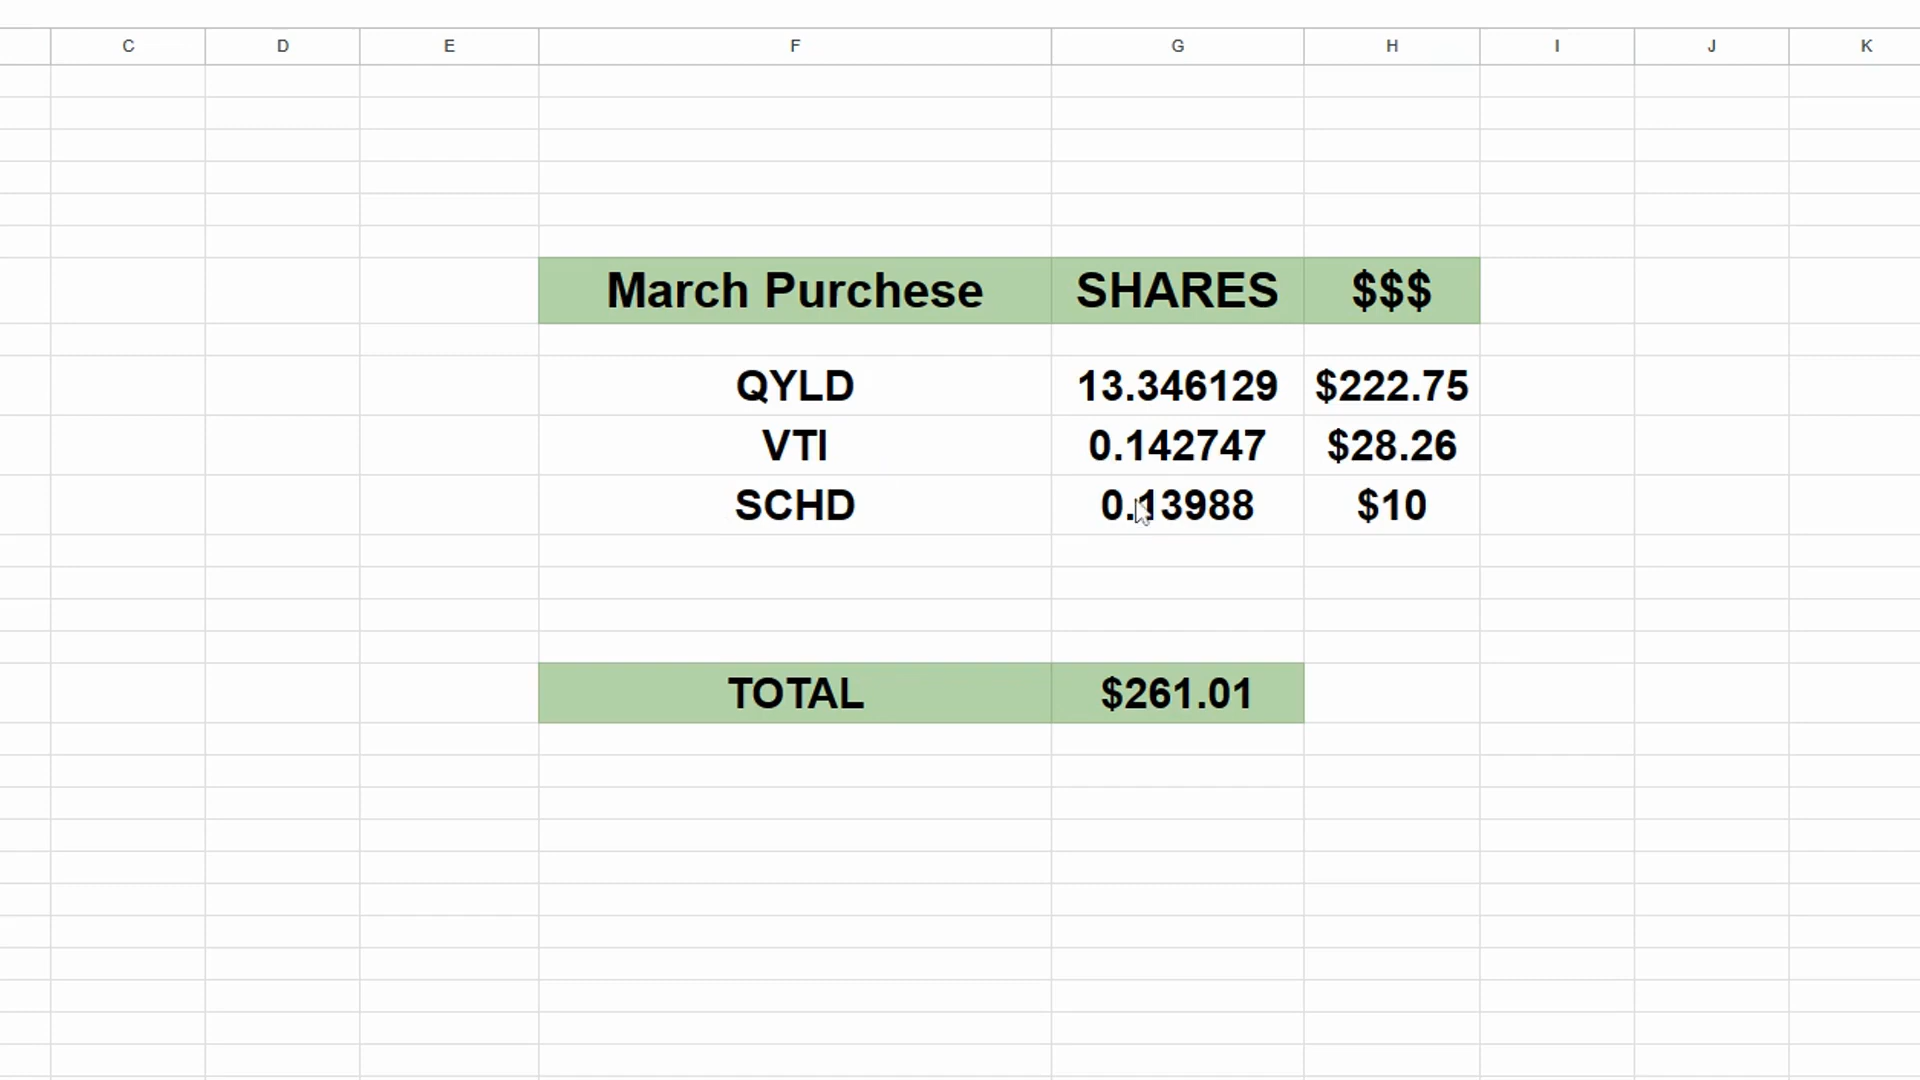 C D E F G H I J K
March Purchese SHARES $$$
QYLD 13.346129 $222.75
VTI 0.142747 $28.26
SCHD 0.13988 $10
TOTAL $261.01